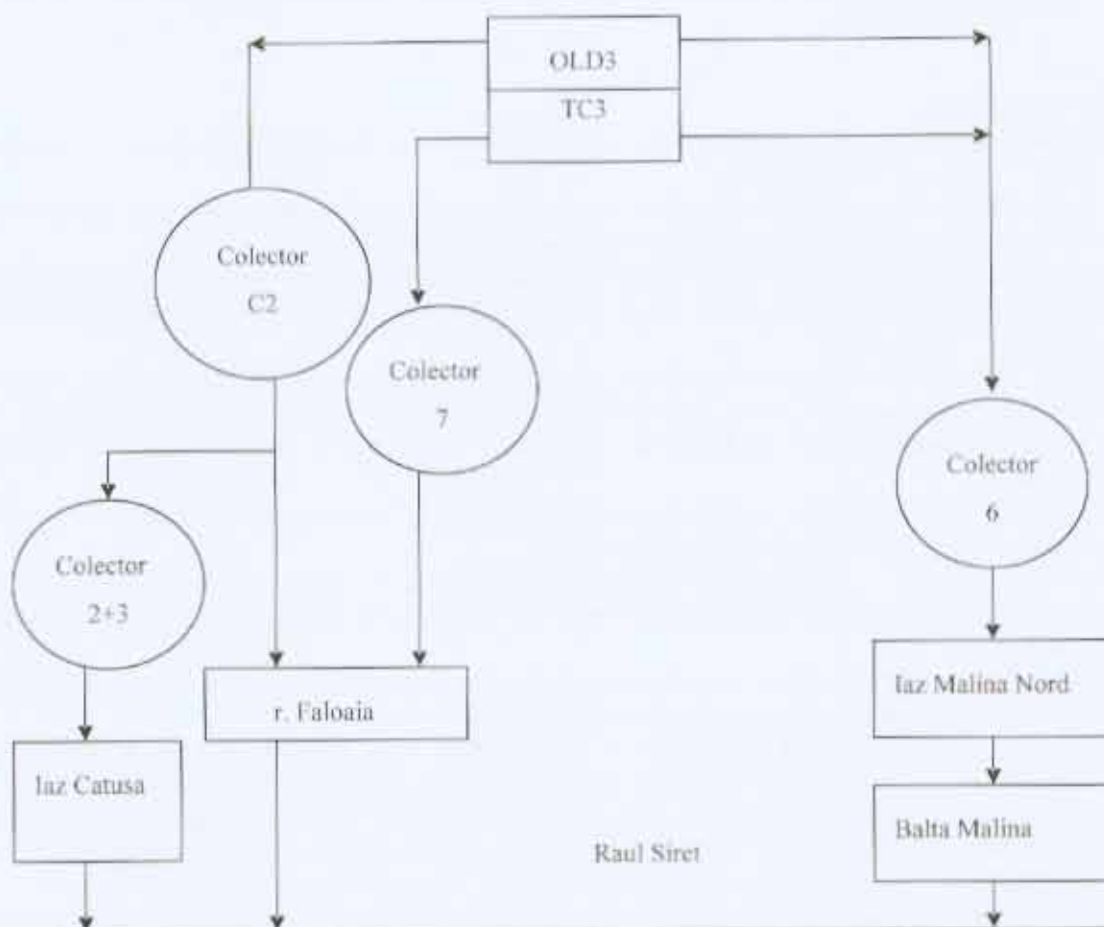 OLD3
TC3
Colector
C2
Colector
7
Colector
6
Colector
2+3
r. Faloaia
Iaz Malina Nord
Iaz Catusa
Balta Malina
Raul Siret